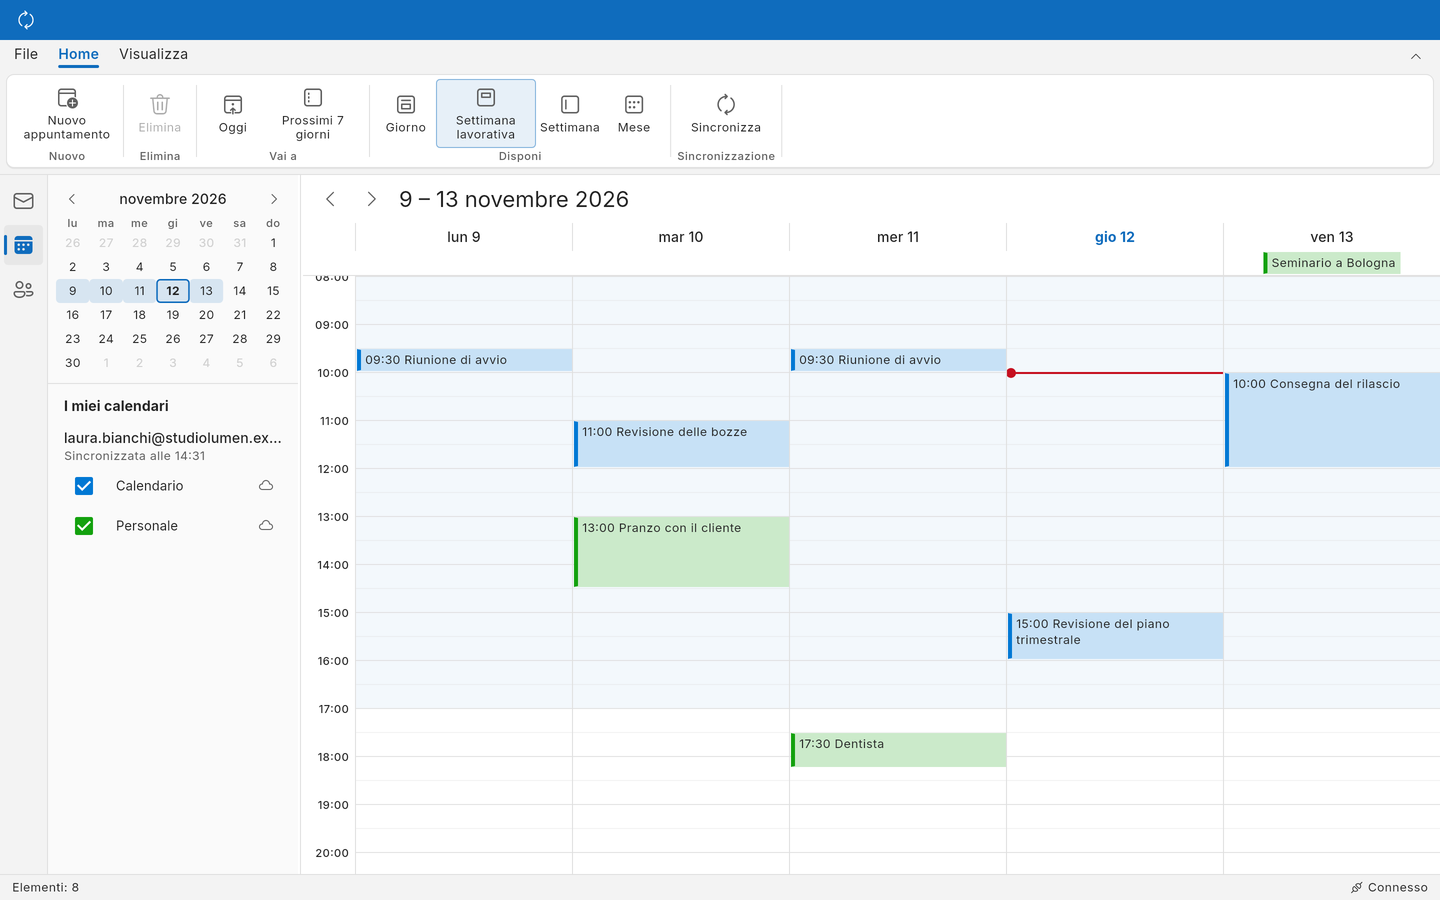 File Home Visualizza
Nuovo appuntamento
Nuovo
Elimina
Elimina
Oggi
Prossimi 7 giorni
Vai a
Giorno
Settimana lavorativa
Settimana
Mese
Disponi
Sincronizza
Sincronizzazione
novembre 2026
lu ma me gi ve sa do
26 27 28 29 30 31 1
2 3 4 5 6 7 8
9 10 11 12 13 14 15
16 17 18 19 20 21 22
23 24 25 26 27 28 29
30 1 2 3 4 5 6
I miei calendari
laura.bianchi@studiolumen.ex...
Sincronizzata alle 14:31
Calendario
Personale
9 – 13 novembre 2026
lun 9 mar 10 mer 11 gio 12 ven 13
Seminario a Bologna
08:00
09:00
09:30 Riunione di avvio
09:30 Riunione di avvio
10:00
10:00 Consegna del rilascio
11:00
11:00 Revisione delle bozze
12:00
13:00
13:00 Pranzo con il cliente
14:00
15:00
15:00 Revisione del piano
trimestrale
16:00
17:00
17:30 Dentista
18:00
19:00
20:00
Elementi: 8
Connesso